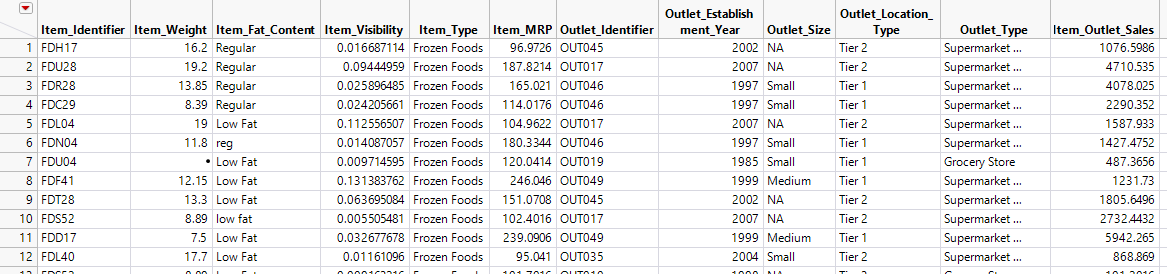 Item_Identifier Item_Weight Item_Fat_Content Item_Visibility Item_Type Item_MRP Outlet_Identifier Outlet_Establishment_Year Outlet_Size Outlet_Location_Type Outlet_Type Item_Outlet_Sales
1 FDH17 16.2 Regular 0.016687114 Frozen Foods 96.9726 OUT045 2002 NA Tier 2 Supermarket ... 1076.5986
2 FDU28 19.2 Regular 0.09444959 Frozen Foods 187.8214 OUT017 2007 NA Tier 2 Supermarket ... 4710.535
3 FDR28 13.85 Regular 0.025896485 Frozen Foods 165.021 OUT046 1997 Small Tier 1 Supermarket ... 4078.025
4 FDC29 8.39 Regular 0.024205661 Frozen Foods 114.0176 OUT046 1997 Small Tier 1 Supermarket ... 2290.352
5 FDL04 19 Low Fat 0.112556507 Frozen Foods 104.9622 OUT017 2007 NA Tier 2 Supermarket ... 1587.933
6 FDN04 11.8 reg 0.014087057 Frozen Foods 180.3344 OUT046 1997 Small Tier 1 Supermarket ... 1427.4752
7 FDU04 • Low Fat 0.009714595 Frozen Foods 120.0414 OUT019 1985 Small Tier 1 Grocery Store 487.3656
8 FDF41 12.15 Low Fat 0.131383762 Frozen Foods 246.046 OUT049 1999 Medium Tier 1 Supermarket ... 1231.73
9 FDT28 13.3 Low Fat 0.063695084 Frozen Foods 151.0708 OUT045 2002 NA Tier 2 Supermarket ... 1805.6496
10 FDS52 8.89 low fat 0.005505481 Frozen Foods 102.4016 OUT017 2007 NA Tier 2 Supermarket ... 2732.4432
11 FDD17 7.5 Low Fat 0.032677678 Frozen Foods 239.0906 OUT049 1999 Medium Tier 1 Supermarket ... 5942.265
12 FDL40 17.7 Low Fat 0.01161096 Frozen Foods 95.041 OUT035 2004 Small Tier 2 Supermarket ... 868.869